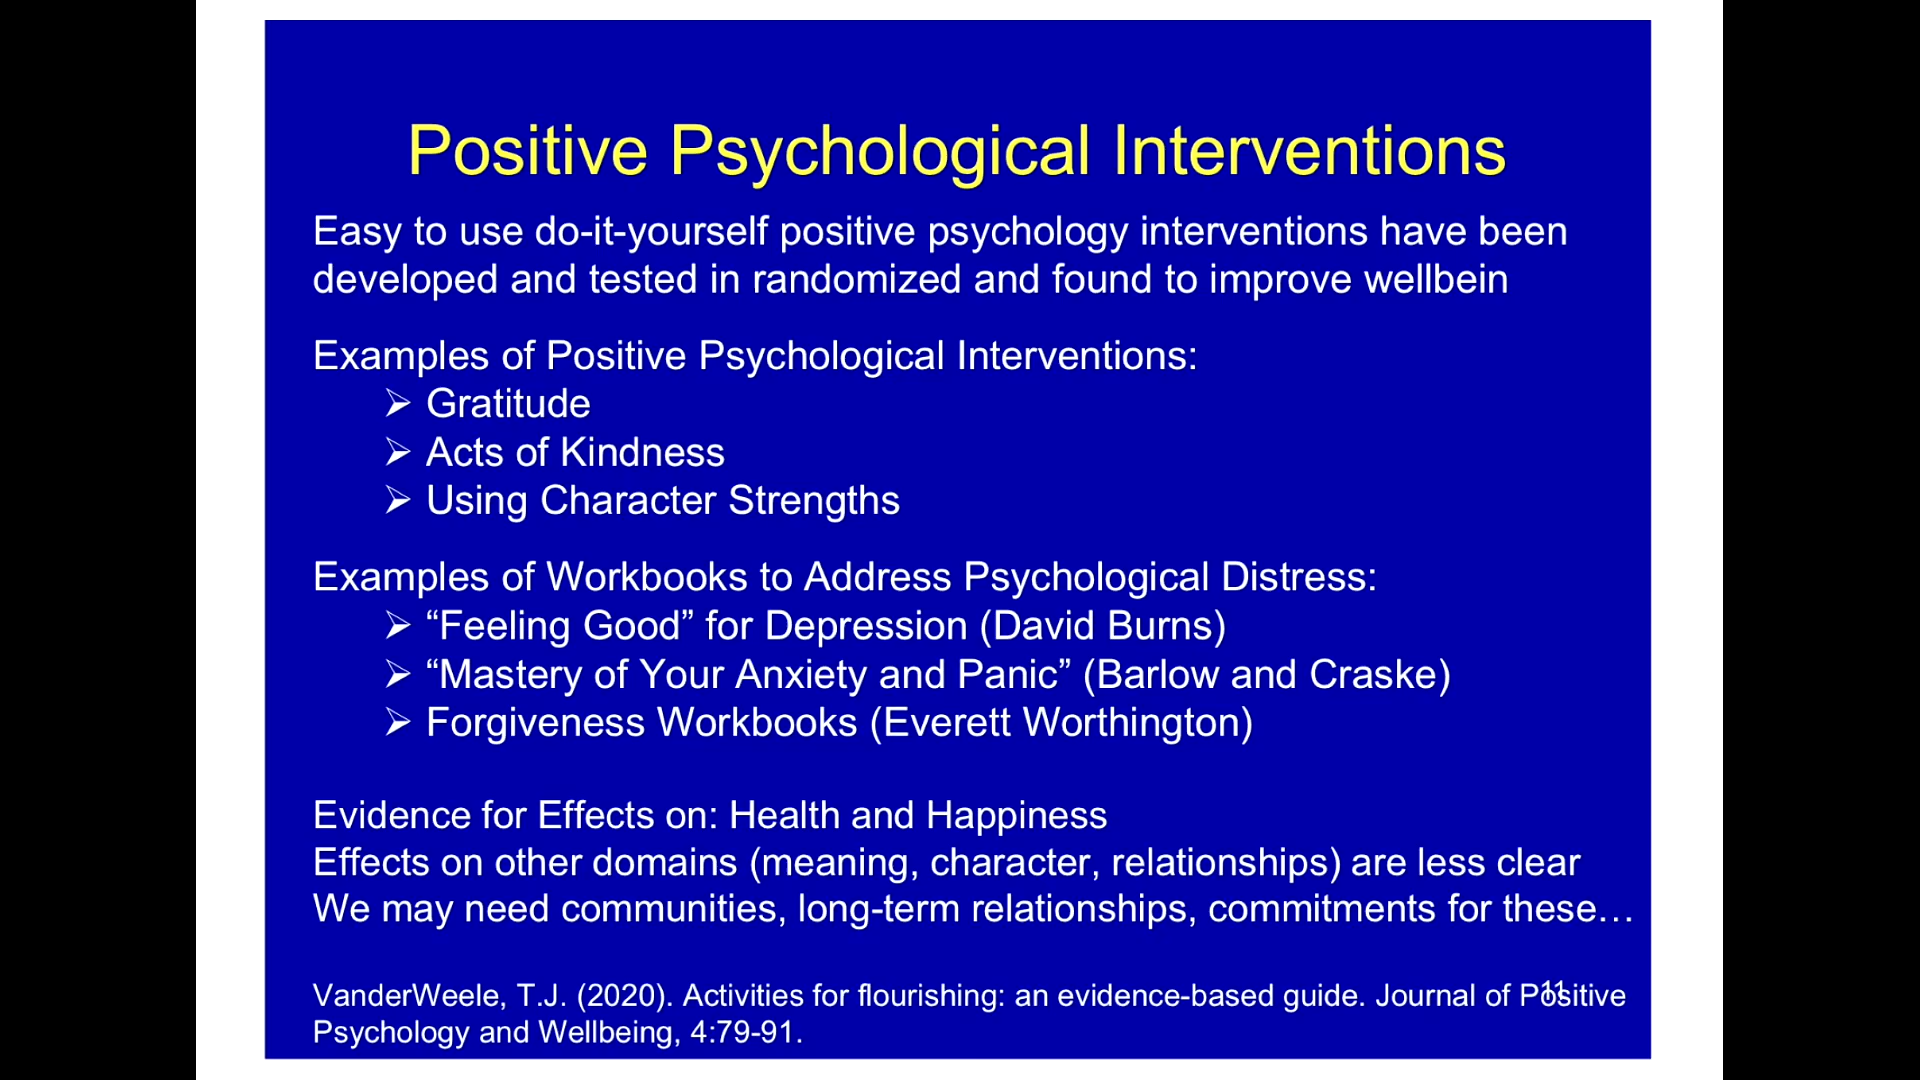 Positive Psychological Interventions
Easy to use do-it-yourself positive psychology interventions have been
developed and tested in randomized and found to improve wellbein
Examples of Positive Psychological Interventions:
➢ Gratitude
➢ Acts of Kindness
➢ Using Character Strengths
Examples of Workbooks to Address Psychological Distress:
➢ “Feeling Good” for Depression (David Burns)
➢ “Mastery of Your Anxiety and Panic” (Barlow and Craske)
➢ Forgiveness Workbooks (Everett Worthington)
Evidence for Effects on: Health and Happiness
Effects on other domains (meaning, character, relationships) are less clear
We may need communities, long-term relationships, commitments for these…
VanderWeele, T.J. (2020). Activities for flourishing: an evidence-based guide. Journal of Positive
Psychology and Wellbeing, 4:79-91.
11